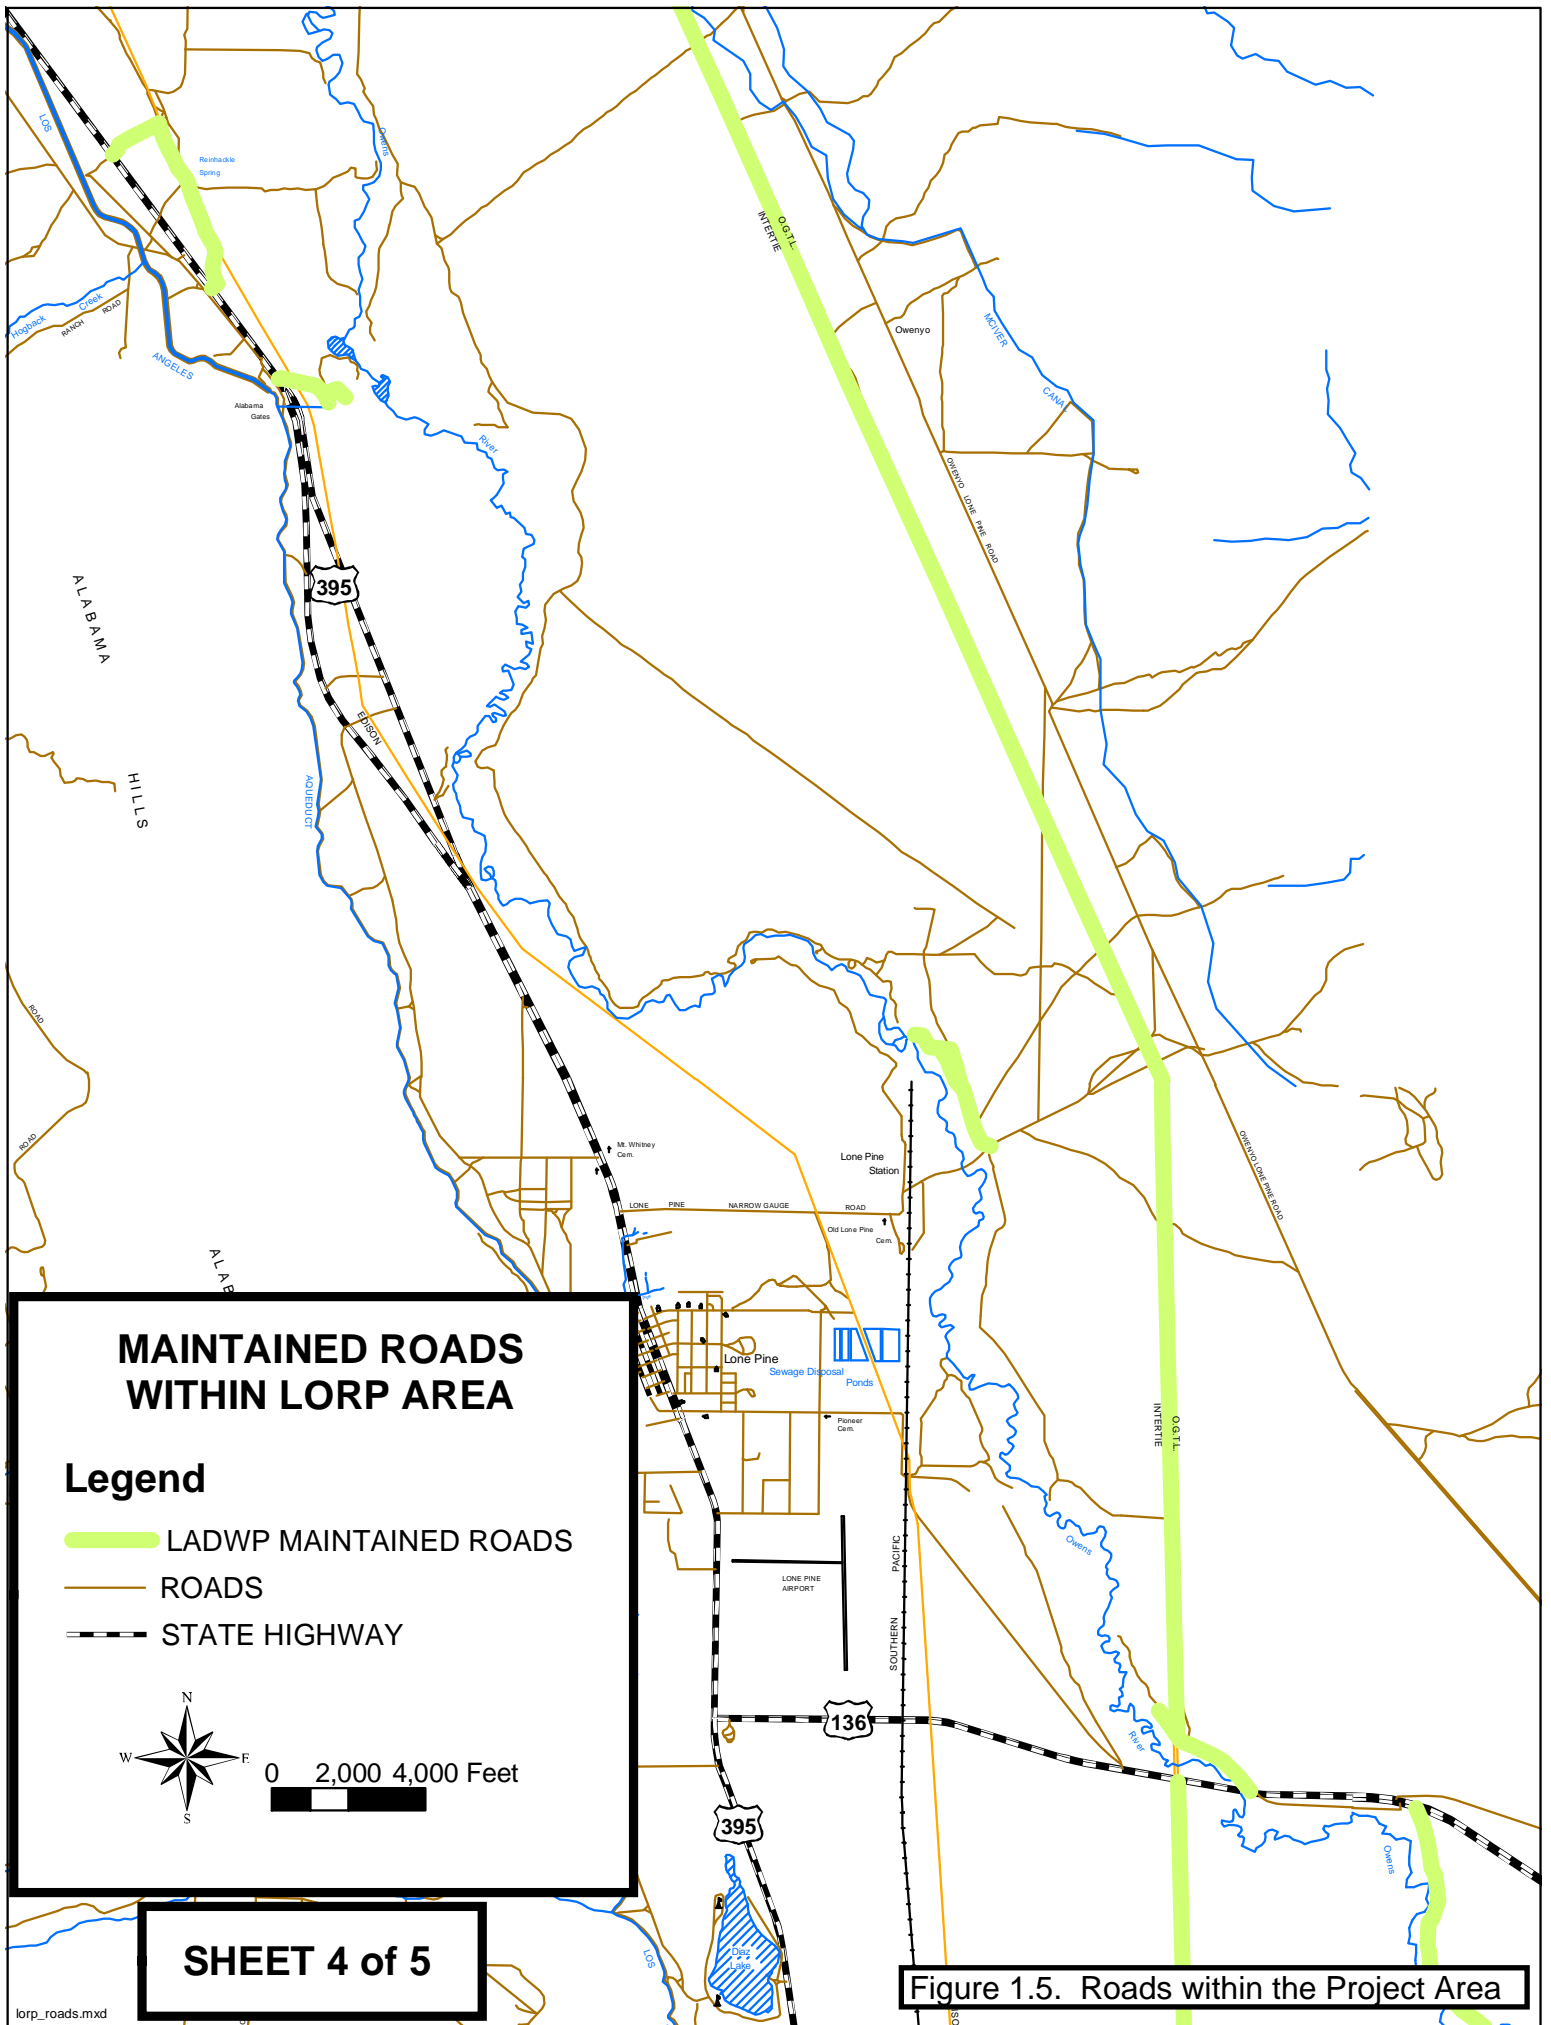 LOS
Reinhackle
Spring
Owens
O.G.T.L.
INTERTIE
Hogback Creek
RANCH ROAD
ANGELES
Alabama
Gates
River
Owenyo
MCIVER
CANAL
OWENYO LONE PINE ROAD
395
ALABAMA
HILLS
EDISON
AQUEDUCT
ROAD
ROAD
Mt. Whitney
Cem.
Lone Pine
Station
LONE PINE NARROW GAUGE ROAD
Old Lone Pine
Cem.
OWENYO LONE PINE ROAD
ALAB
Lone Pine
Sewage Disposal
Ponds
Pioneer
Cem.
O.G.T.L.
INTERTIE
Owens
LONE PINE
AIRPORT
SOUTHERN PACIFIC
River
136
395
Owens
Diaz
Lake
LOS
MAINTAINED ROADS
WITHIN LORP AREA
Legend
LADWP MAINTAINED ROADS
ROADS
STATE HIGHWAY
N
W E
S
0 2,000 4,000 Feet
SHEET 4 of 5
Figure 1.5. Roads within the Project Area
lorp_roads.mxd